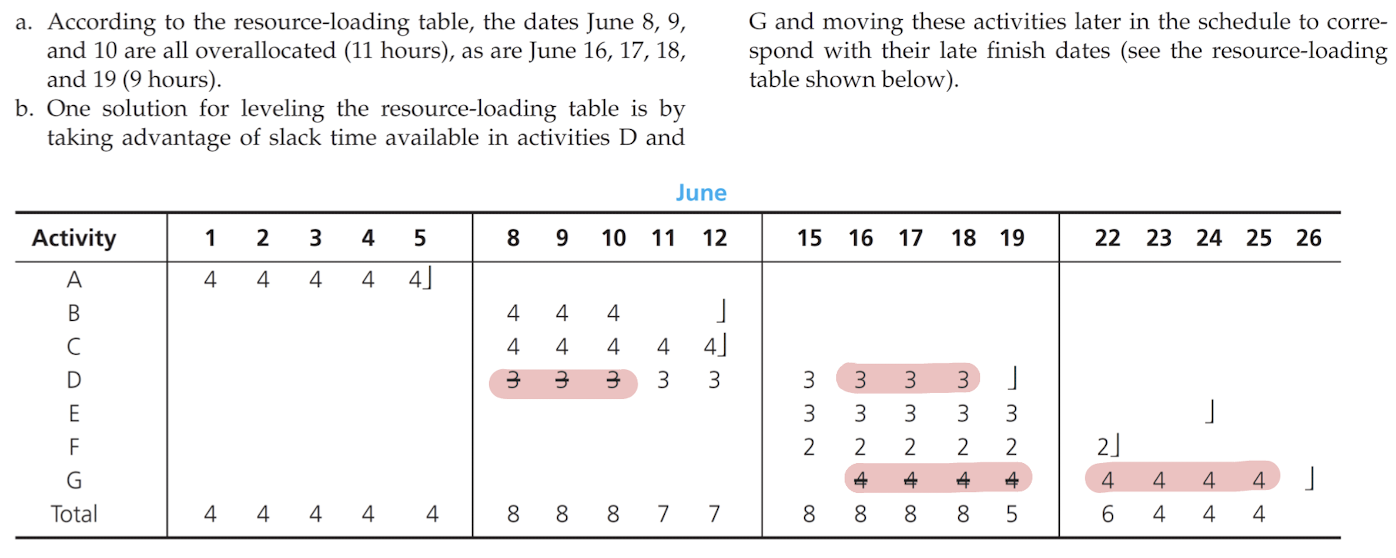 a. According to the resource-loading table, the dates June 8, 9,
and 10 are all overallocated (11 hours), as are June 16, 17, 18,
and 19 (9 hours).
b. One solution for leveling the resource-loading table is by
taking advantage of slack time available in activities D and
G and moving these activities later in the schedule to corre-
spond with their late finish dates (see the resource-loading
table shown below).
June
Activity 1 2 3 4 5 8 9 10 11 12 15 16 17 18 19 22 23 24 25 26
A 4 4 4 4 4⌋
B 4 4 4 ⌋
C 4 4 4 4 4⌋
D 3 3 3 3 3 3 3 3 3 ⌋
E 3 3 3 3 3 ⌋
F 2 2 2 2 2 2⌋
G 4 4 4 4 4 4 4 4 ⌋
Total 4 4 4 4 4 8 8 8 7 7 8 8 8 8 5 6 4 4 4